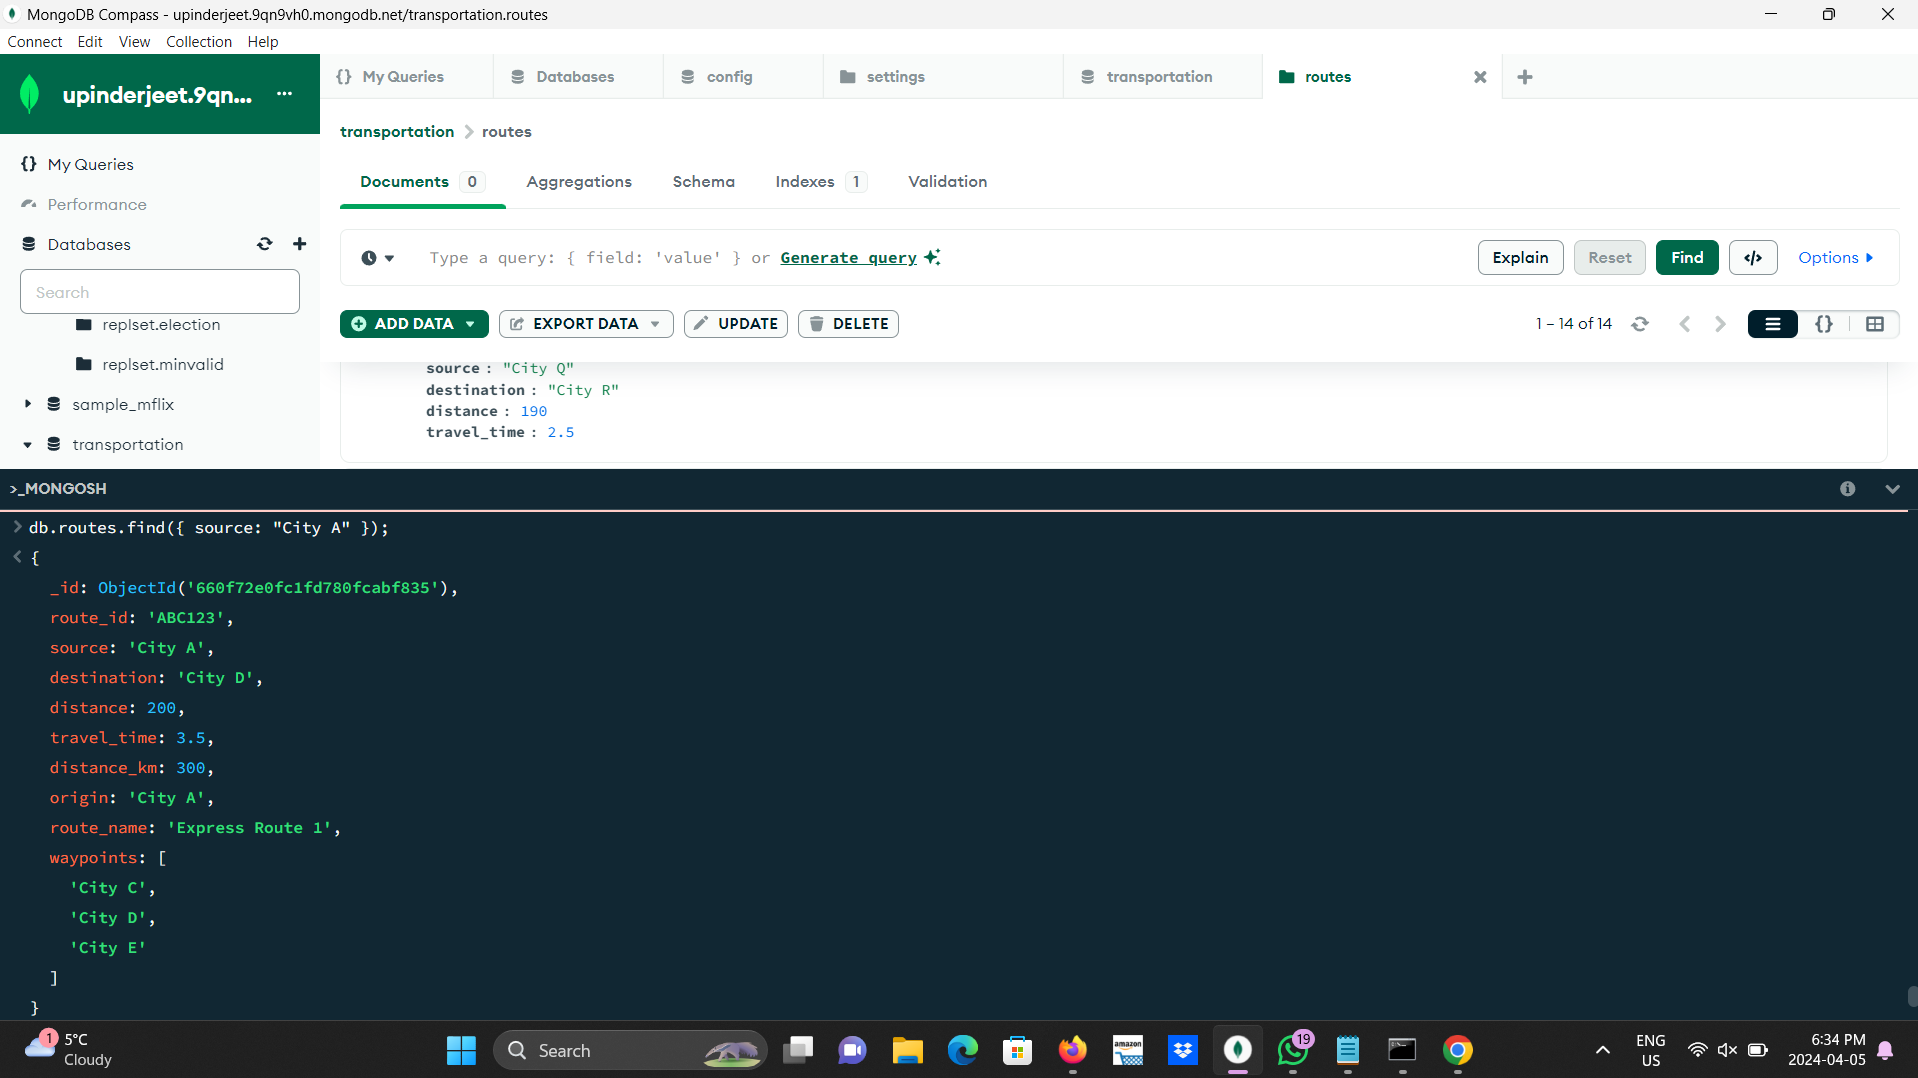 MongoDB Compass - upinderjeet.9qn9vh0.mongodb.net/transportation.routes
Connect Edit View Collection Help
upinderjeet.9qn... ...
{} My Queries Databases config settings transportation routes
transportation > routes
My Queries
Performance
Databases
Search
replset.election
replset.minvalid
sample_mflix
transportation
Documents 0 Aggregations Schema Indexes 1 Validation
Type a query: { field: 'value' } or Generate query
Explain Reset Find </> Options
ADD DATA EXPORT DATA UPDATE DELETE
1 – 14 of 14 {}
source : "City Q"
destination : "City R"
distance : 190
travel_time : 2.5
>_MONGOSH
> db.routes.find({ source: "City A" });
< {
_id: ObjectId('660f72e0fc1fd780fcabf835'),
route_id: 'ABC123',
source: 'City A',
destination: 'City D',
distance: 200,
travel_time: 3.5,
distance_km: 300,
origin: 'City A',
route_name: 'Express Route 1',
waypoints: [
'City C',
'City D',
'City E'
]
}
1 5°C
Cloudy
Search
amazon
19
ENG
US
6:34 PM
2024-04-05